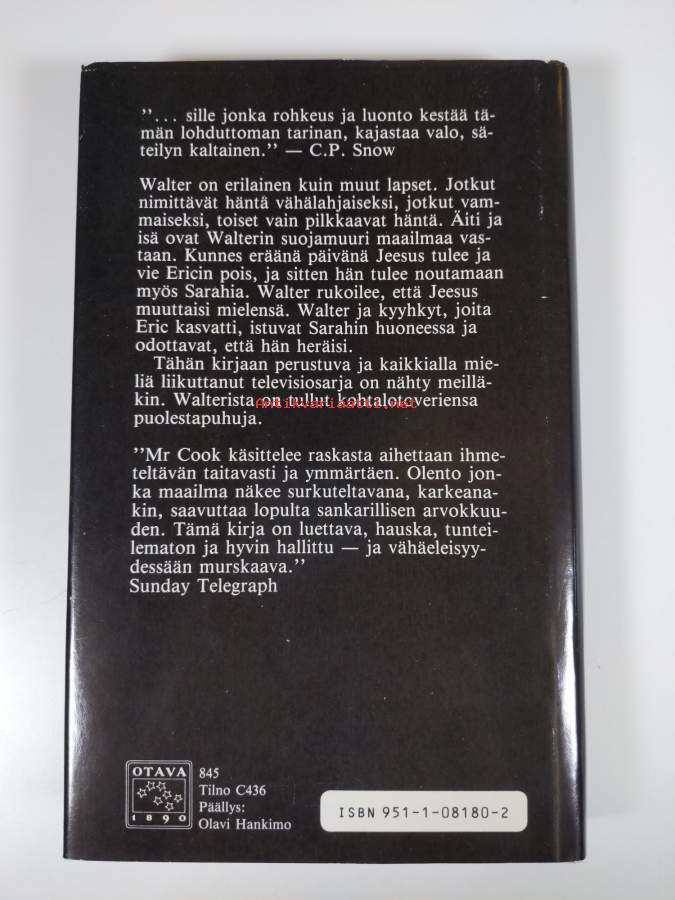 "... sille jonka rohkeus ja luonto kestää tä-
män lohduttoman tarinan, kajastaa valo, sä-
teilyn kaltainen." — C.P. Snow
Walter on erilainen kuin muut lapset. Jotkut
nimittävät häntä vähälahjaiseksi, jotkut vam-
maiseksi, toiset vain pilkkaavat häntä. Äiti ja
isä ovat Walterin suojamuuri maailmaa vas-
taan. Kunnes eräänä päivänä Jeesus tulee ja
vie Ericin pois, ja sitten hän tulee noutamaan
myös Sarahia. Walter rukoilee, että Jeesus
muuttaisi mielensä. Walter ja kyyhkyt, joita
Eric kasvatti, istuvat Sarahin huoneessa ja
odottavat, että hän heräisi.
Tähän kirjaan perustuva ja kaikkialla mie-
liä liikuttanut televisiosarja on nähty meillä-
kin. Walterista on tullut kohtalotoveriensa
Antikvariaatti.net
puolestapuhuja.
"Mr Cook käsittelee raskasta aihettaan ihme-
teltävän taitavasti ja ymmärtäen. Olento jon-
ka maailma näkee surkuteltavana, karkeana-
kin, saavuttaa lopulta sankarillisen arvokkuu-
den. Tämä kirja on luettava, hauska, huntei-
lematon ja hyvin hallittu — ja vähäeleisyy-
dessään murskaava."
Sunday Telegraph
OTAVA
1890
845
Tilno C436
Päällys:
Olavi Hankimo
ISBN 951-1-08180-2